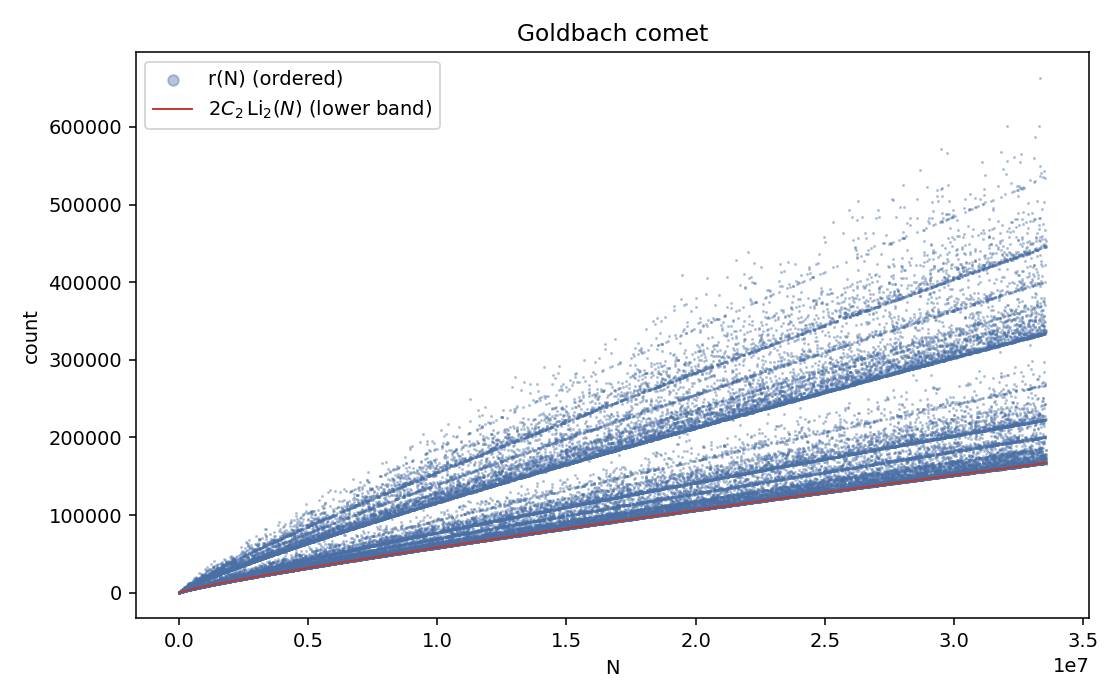 Goldbach comet
r(N) (ordered)
2C₂ Li₂(N) (lower band)
600000
500000
400000
300000
200000
100000
0
count
0.0 0.5 1.0 1.5 2.0 2.5 3.0 3.5
1e7
N